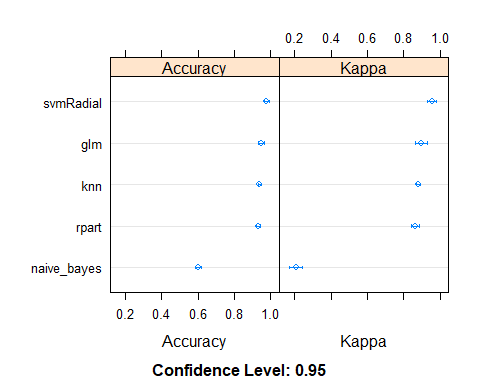 0.2 0.4 0.6 0.8 1.0
Accuracy Kappa
svmRadial
glm
knn
rpart
naive_bayes
0.2 0.4 0.6 0.8 1.0
Accuracy Kappa
Confidence Level: 0.95